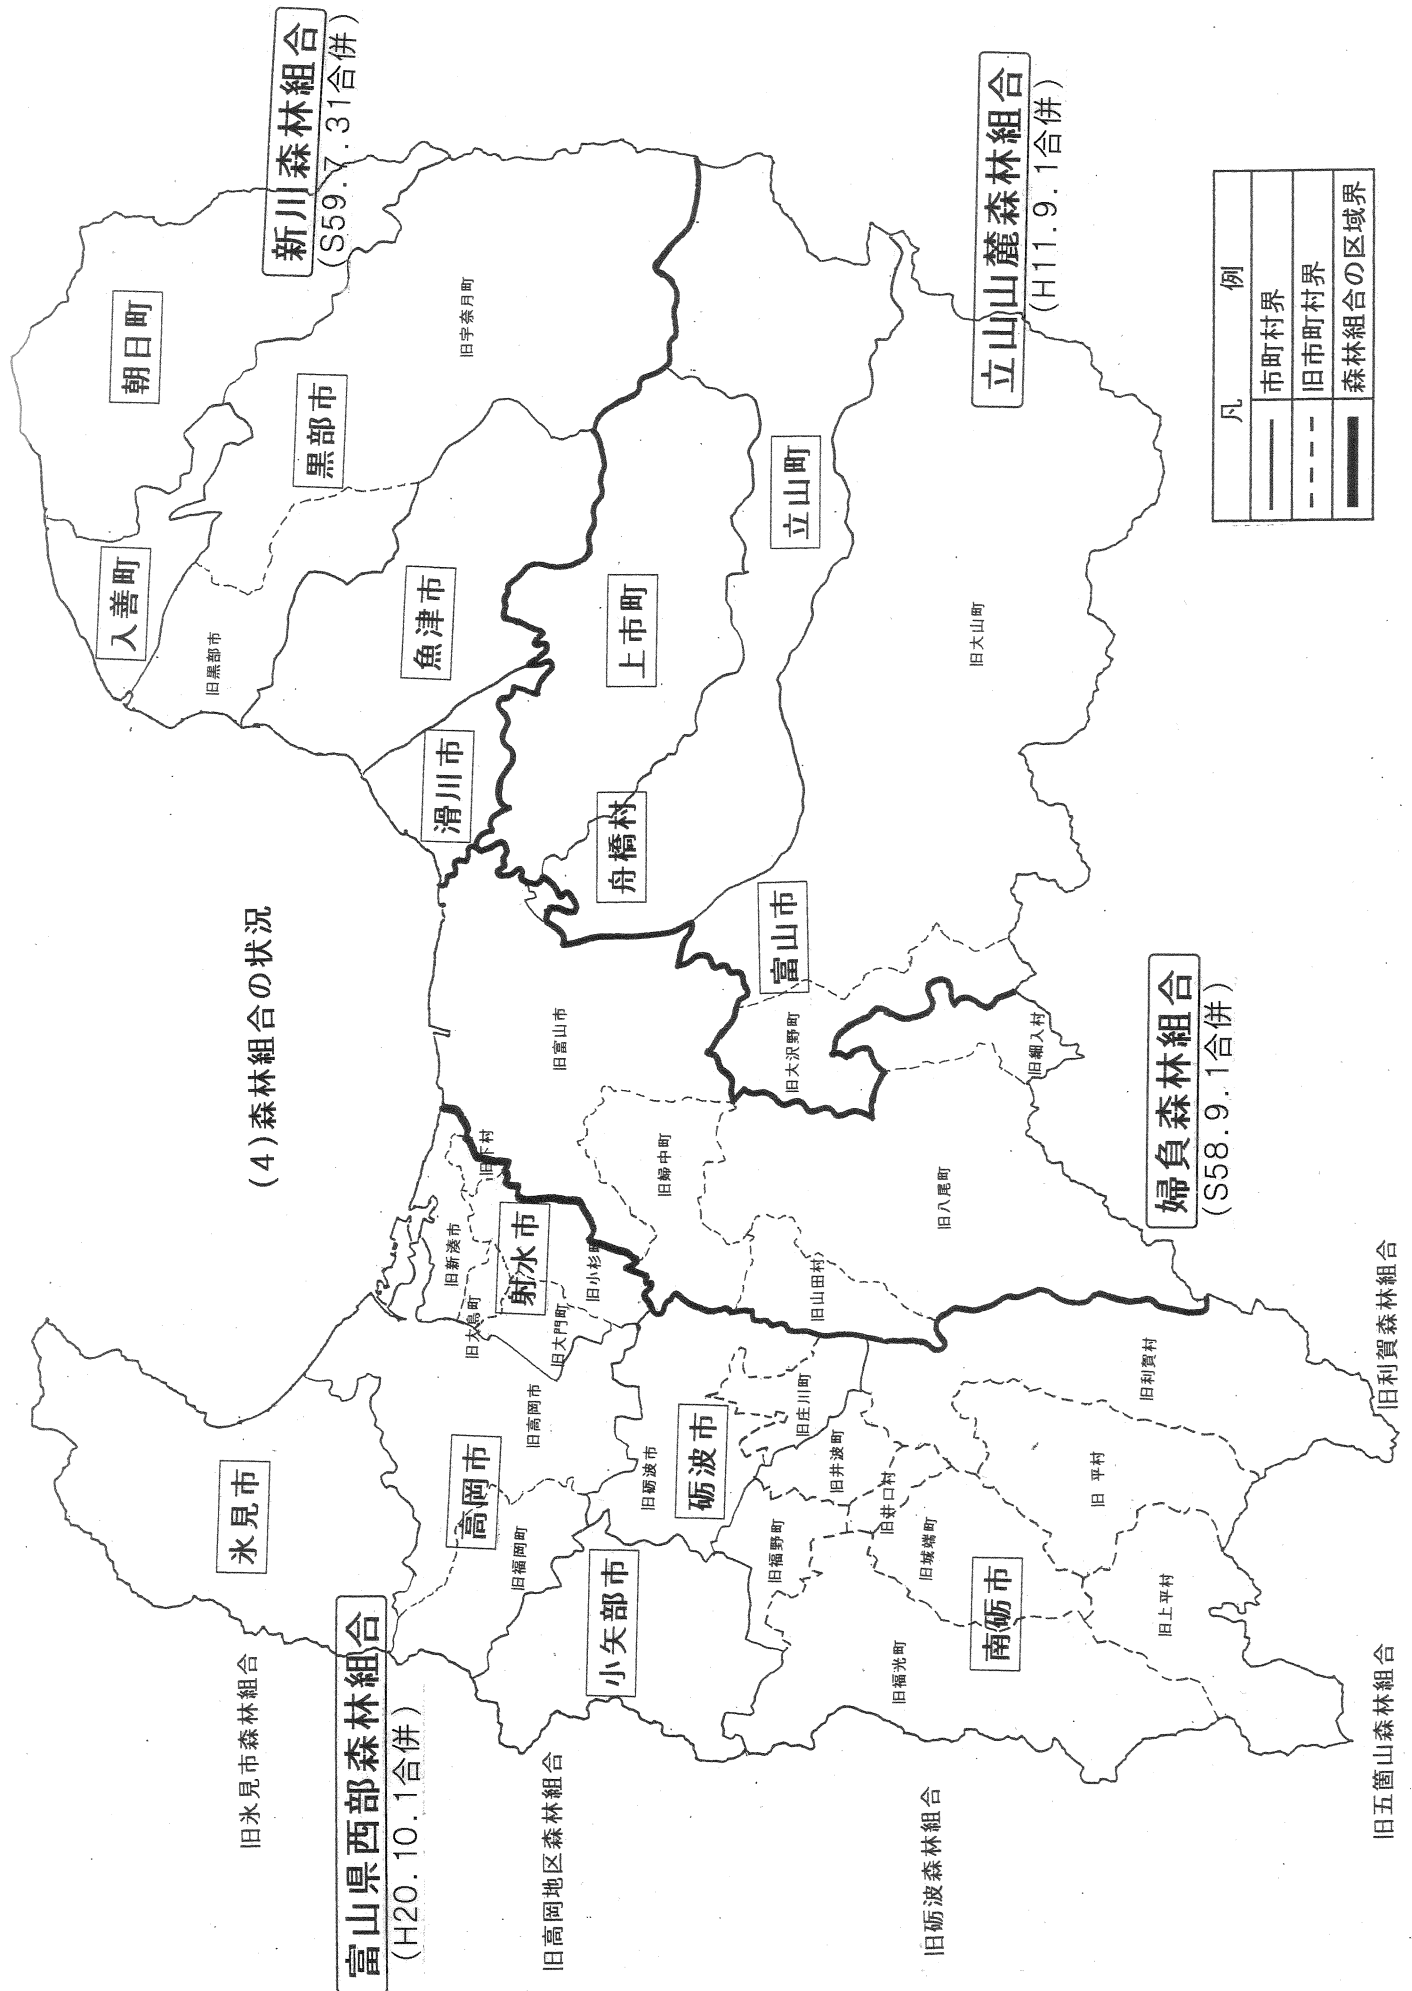 (4)森林組合の状況
新川森林組合
(S59.7.31合併)
朝日町
入善町
黒部市
旧宇奈月町
旧黒部市
魚津市
滑川市
立山山麓森林組合
(H11.9.1合併)
上市町
立山町
舟橋村
富山市
旧大山町
旧富山市
旧大沢野町
旧細入村
婦負森林組合
(S58.9.1合併)
旧婦中町
旧八尾町
旧山田村
富山県西部森林組合
(H20.10.1合併)
氷見市
高岡市
旧高岡市
旧福岡町
射水市
旧新湊市
旧下村
旧大島町
旧大門町
旧小杉町
小矢部市
砺波市
旧砺波市
旧庄川町
南砺市
旧福野町
旧井波町
旧井口村
旧城端町
旧福光町
旧利賀村
旧平村
旧上平村
旧氷見市森林組合
旧高岡地区森林組合
旧砺波森林組合
旧五箇山森林組合
旧利賀森林組合
凡例
市町村界
旧市町村界
森林組合の区域界